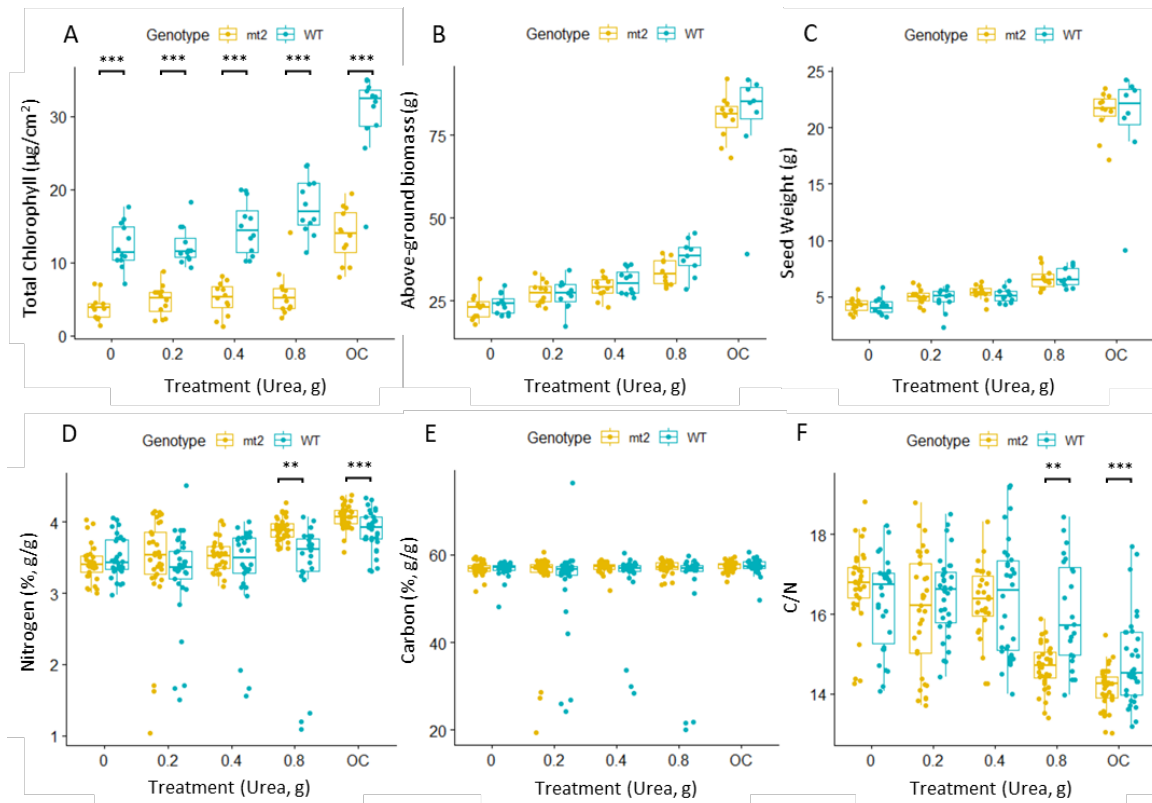 A
Genotype mt2 WT
*** *** *** *** ***
Total Chlorophyll (µg/cm²)
30
20
10
0
0 0.2 0.4 0.8 OC
Treatment (Urea, g)
B
Genotype mt2 WT
Above-ground biomass (g)
75
50
25
0 0.2 0.4 0.8 OC
Treatment (Urea, g)
C
Genotype mt2 WT
Seed Weight (g)
25
20
15
10
5
0 0.2 0.4 0.8 OC
Treatment (Urea, g)
D
Genotype mt2 WT
** ***
Nitrogen (%, g/g)
4
3
2
1
0 0.2 0.4 0.8 OC
Treatment (Urea, g)
E
Genotype mt2 WT
Carbon (%, g/g)
80
60
40
20
0 0.2 0.4 0.8 OC
Treatment (Urea, g)
F
Genotype mt2 WT
** ***
C/N
18
16
14
0 0.2 0.4 0.8 OC
Treatment (Urea, g)